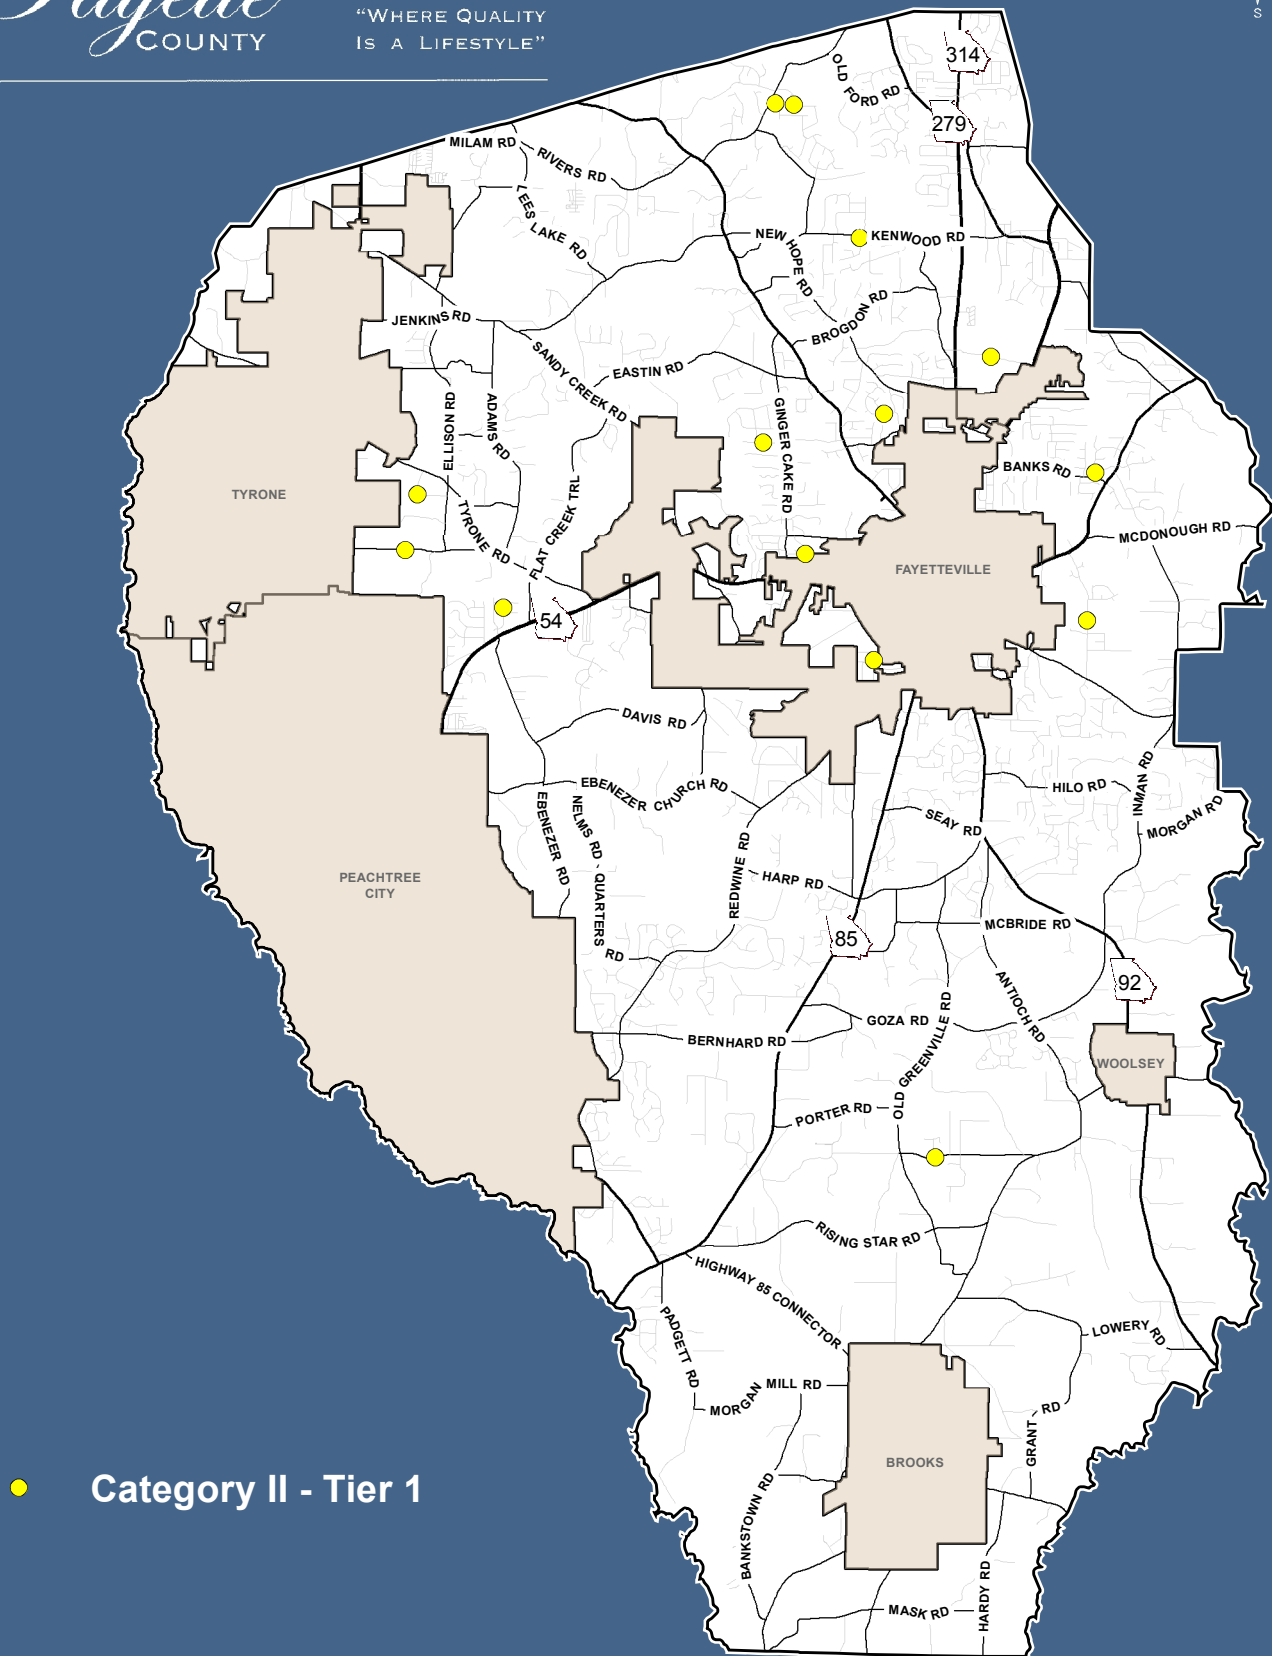 Fayette
COUNTY
“WHERE QUALITY
IS A LIFESTYLE”
S
314
OLD FORD RD
279
MILAM RD
RIVERS RD
LEES LAKE RD
NEW HOPE RD
KENWOOD RD
BROGDON RD
JENKINS RD
SANDY CREEK RD
EASTIN RD
ELLISON RD
ADAMS RD
GINGER CAKE RD
BANKS RD
TYRONE
TYRONE RD
FLAT CREEK TRL
MCDONOUGH RD
FAYETTEVILLE
54
DAVIS RD
EBENEZER CHURCH RD
EBENEZER RD
NELMS RD
QUARTERS
RD
HILO RD
INMAN RD
MORGAN RD
SEAY RD
REDWINE RD
HARP RD
PEACHTREE
CITY
MCBRIDE RD
85
92
ANTIOCH RD
GOZA RD
BERNHARD RD
OLD GREENVILLE RD
WOOLSEY
PORTER RD
RISING STAR RD
HIGHWAY 85 CONNECTOR
PADGETT RD
LOWERY RD
MORGAN MILL RD
GRANT RD
BROOKS
Category II - Tier 1
BANKSTOWN RD
HARDY RD
MASK RD